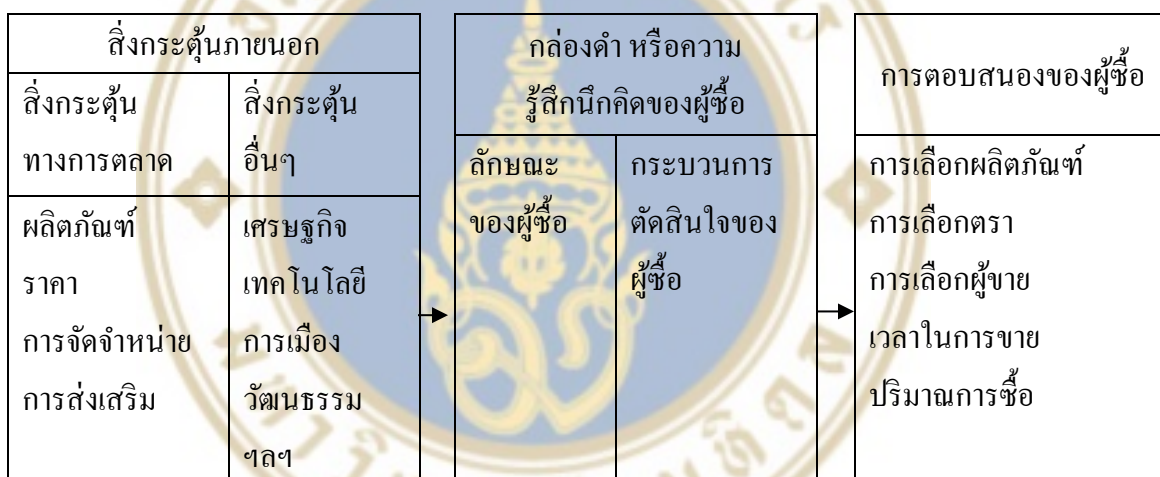 สิ่งกระตุ้นภายนอก
สิ่งกระตุ้น
ทางการตลาด
สิ่งกระตุ้น
อื่นๆ
ผลิตภัณฑ์
ราคา
การจัดจำหน่าย
การส่งเสริม
เศรษฐกิจ
เทคโนโลยี
การเมือง
วัฒนธรรม
ฯลฯ
กล่องดำ หรือความ
รู้สึกนึกคิดของผู้ซื้อ
ลักษณะ
ของผู้ซื้อ
กระบวนการ
ตัดสินใจของ
ผู้ซื้อ
การตอบสนองของผู้ซื้อ
การเลือกผลิตภัณฑ์
การเลือกตรา
การเลือกผู้ขาย
เวลาในการขาย
ปริมาณการซื้อ